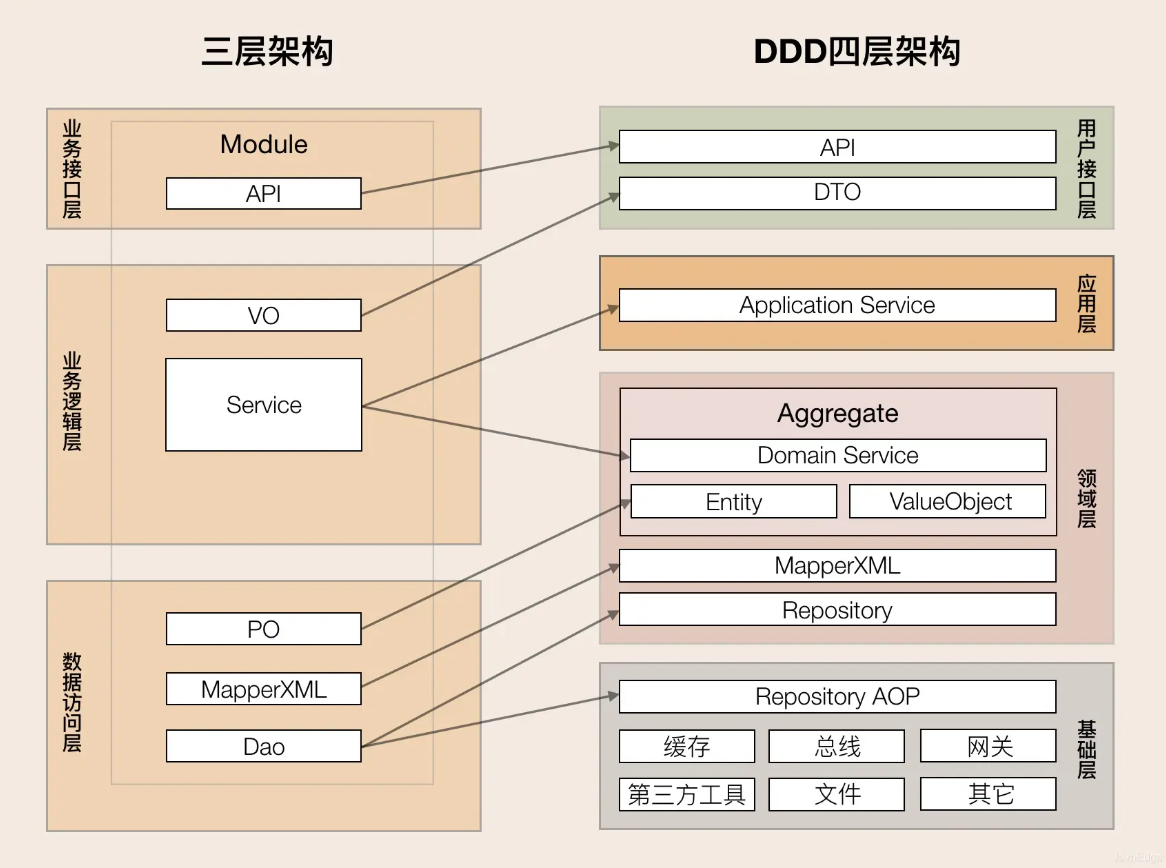 三层架构
业务接口层
Module
API
业务逻辑层
VO
Service
数据访问层
PO
MapperXML
Dao
DDD四层架构
API
DTO
用户接口层
Application Service
应用层
Aggregate
Domain Service
Entity
ValueObject
MapperXML
Repository
领域层
Repository AOP
缓存
总线
网关
第三方工具
文件
其它
基础层